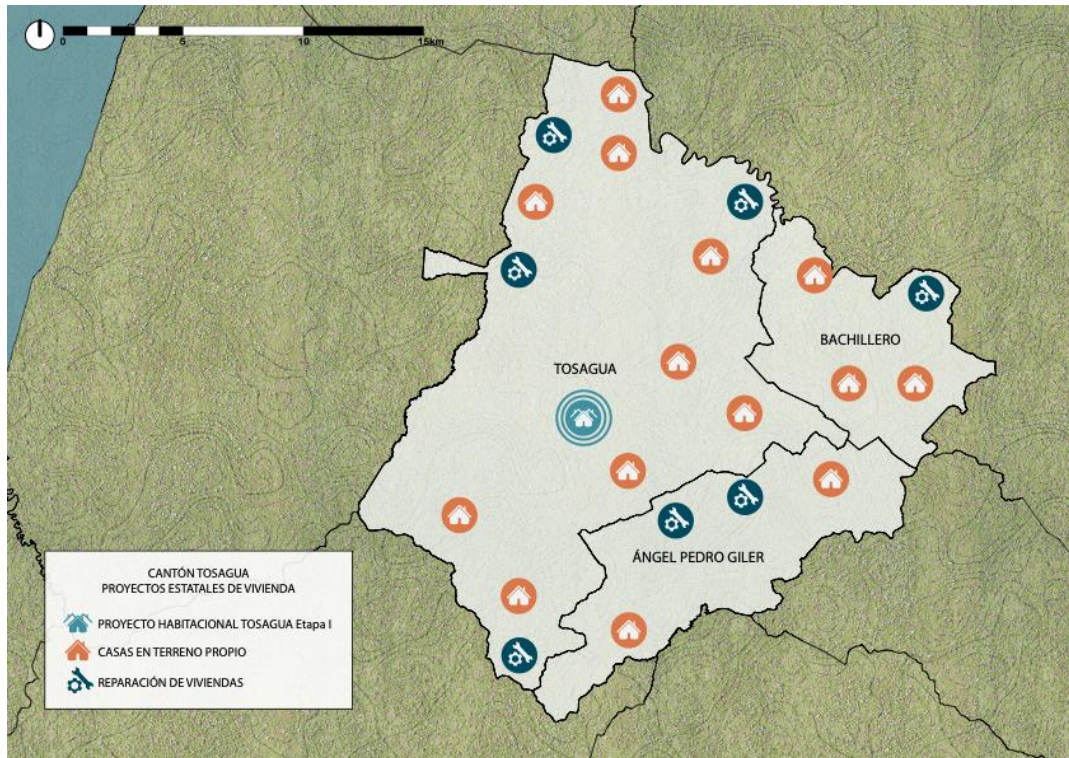 0 5 10 15km
TOSAGUA
BACHILLERO
ÁNGEL PEDRO GILER
CANTÓN TOSAGUA
PROYECTOS ESTATALES DE VIVIENDA
PROYECTO HABITACIONAL TOSAGUA Etapa I
CASAS EN TERRENO PROPIO
REPARACIÓN DE VIVIENDAS